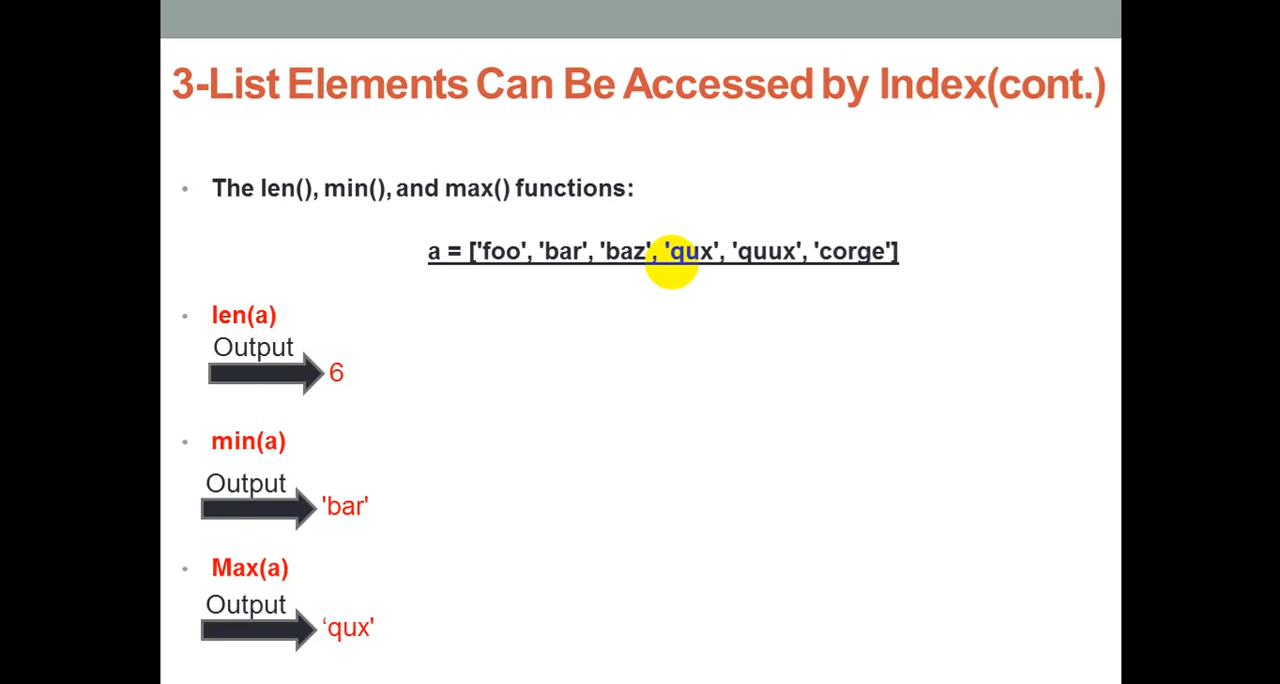 3-List Elements Can Be Accessed by Index(cont.)
• The len(), min(), and max() functions:
a = ['foo', 'bar', 'baz', 'qux', 'quux', 'corge']
• len(a)
Output
6
• min(a)
Output
'bar'
• Max(a)
Output
‘qux'